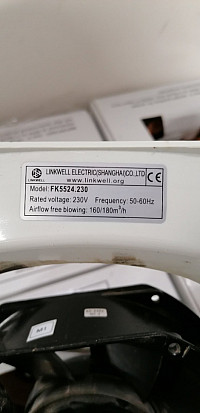 LINKWELL ELECTRIC(SHANGHAI)CO.,LTD
LINKWELL
www.linkwell.org
Model: FK5524.230
Rated voltage: 230V Frequency: 50-60Hz
Airflow free blowing: 160/180m³/h